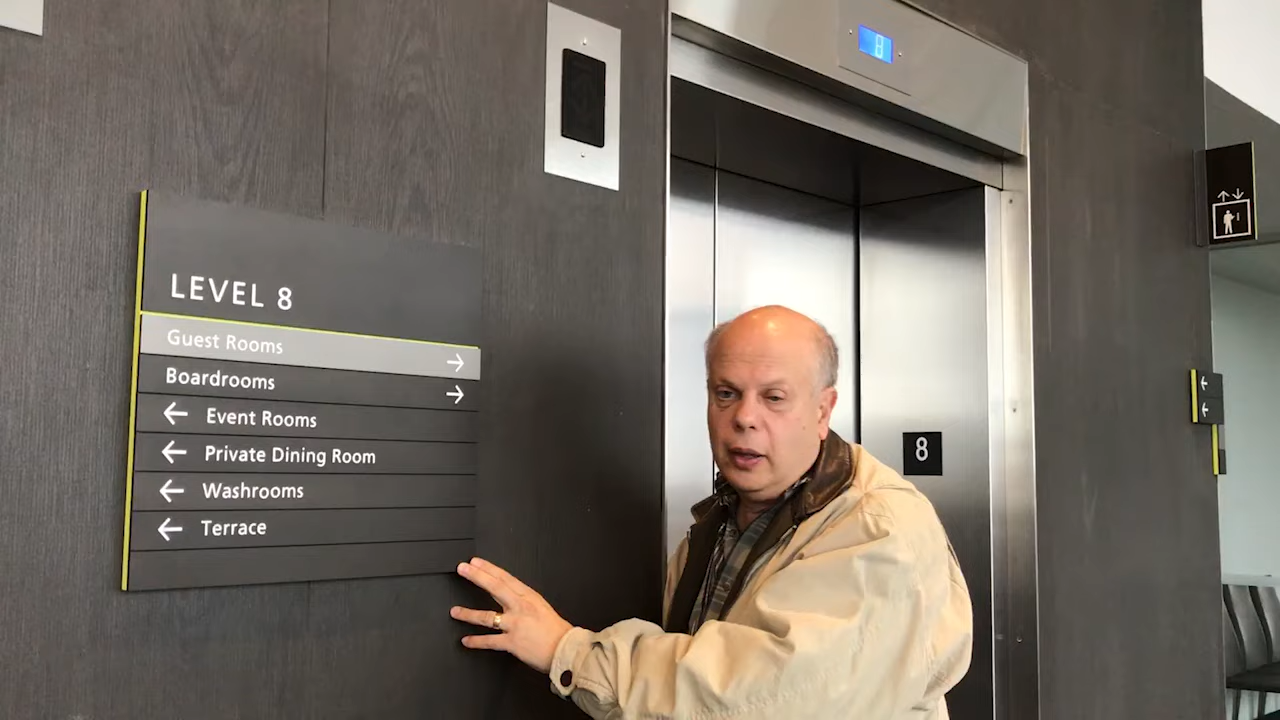 8
LEVEL 8
Guest Rooms →
Boardrooms →
← Event Rooms
← Private Dining Room
← Washrooms
← Terrace
8